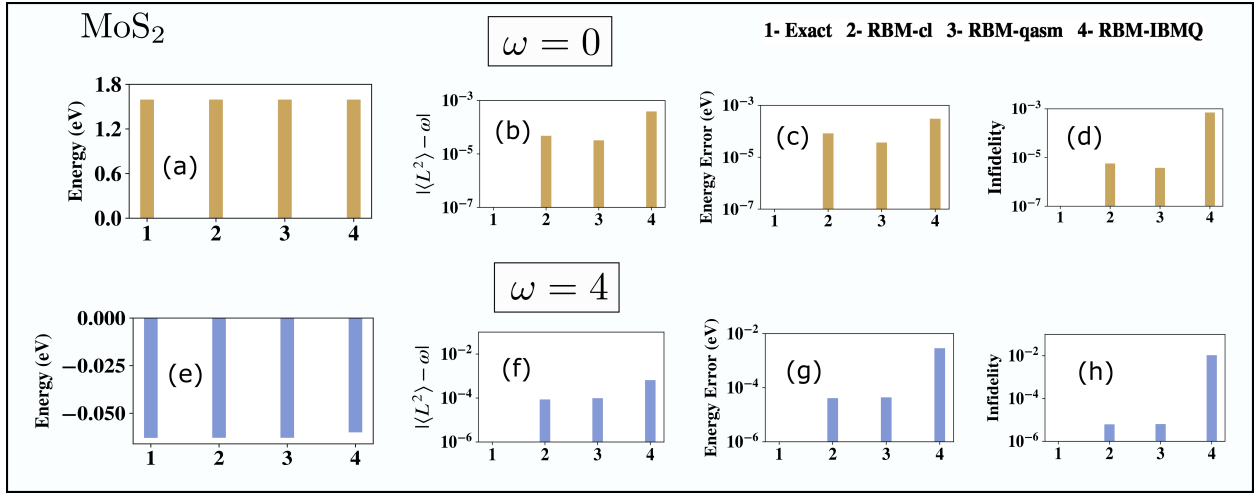 MoS₂
ω = 0
1- Exact 2- RBM-cl 3- RBM-qasm 4- RBM-IBMQ
Energy (eV)
1.8
1.2
0.6
0.0
(a)
1 2 3 4
|⟨L²⟩ − ω|
10⁻³
10⁻⁵
10⁻⁷
(b)
2 3 4
1
Energy Error (eV)
10⁻³
10⁻⁵
10⁻⁷
(c)
1 2 3 4
Infidelity
10⁻³
10⁻⁵
10⁻⁷
(d)
1 2 3 4
ω = 4
Energy (eV)
0.000
−0.025
−0.050
(e)
1 2 3 4
|⟨L²⟩ − ω|
10⁻²
10⁻⁴
10⁻⁶
(f)
1 2 3 4
Energy Error (eV)
10⁻²
10⁻⁴
10⁻⁶
(g)
1 2 3 4
Infidelity
10⁻²
10⁻⁴
10⁻⁶
(h)
1 2 3 4